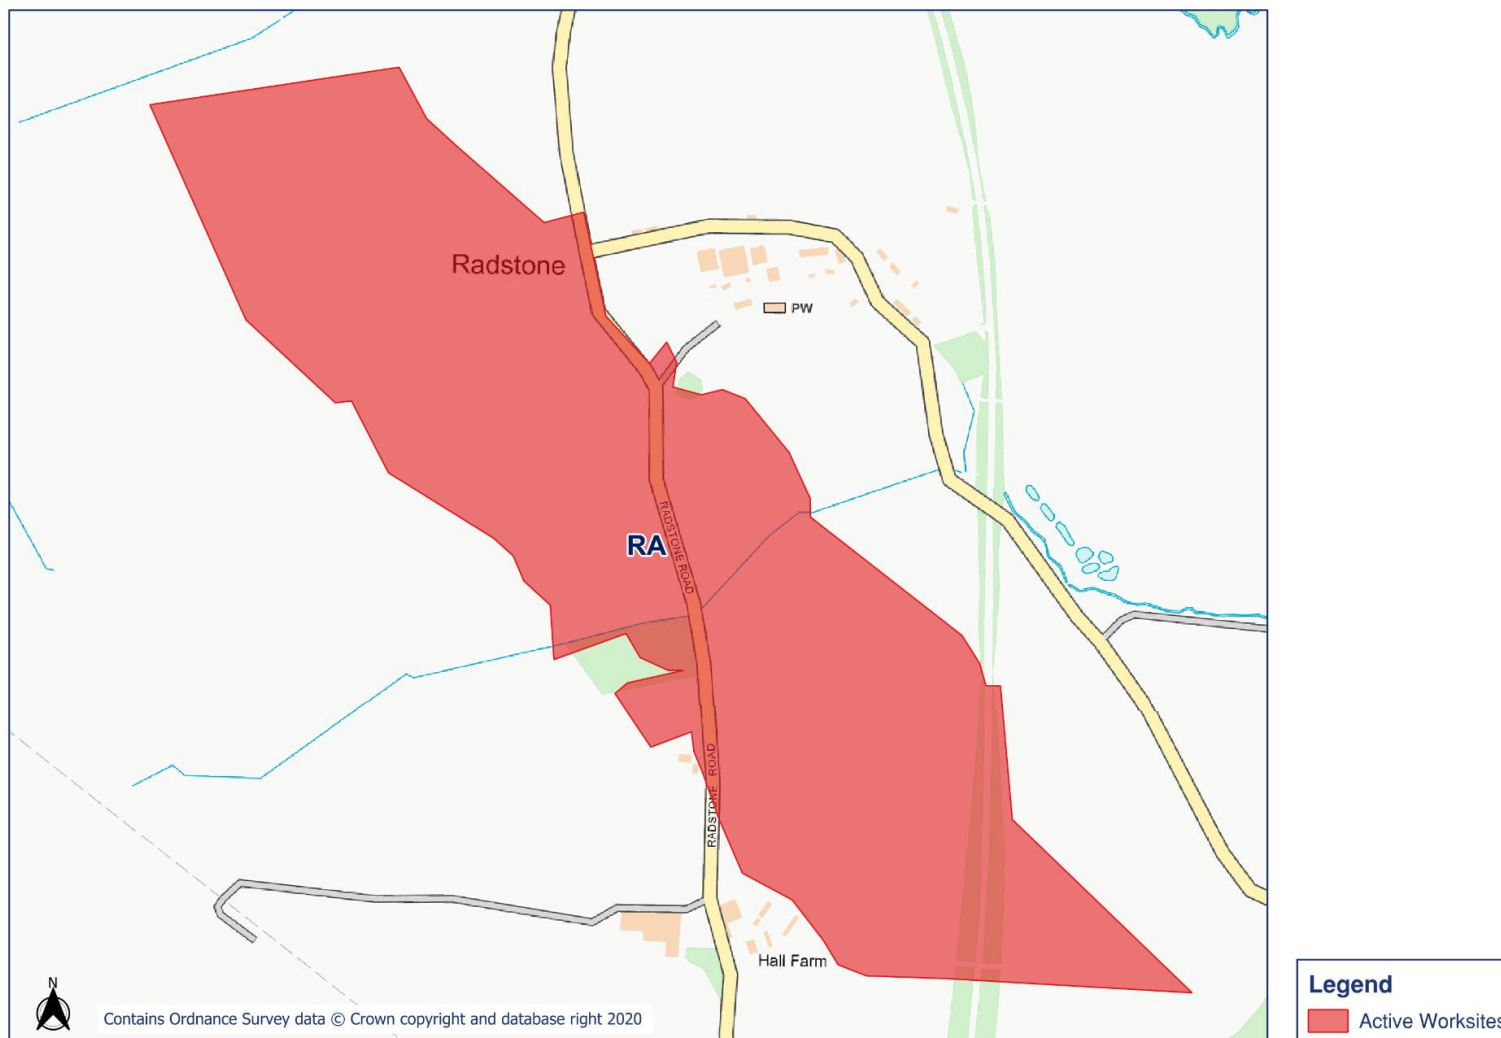 Radstone
PW
RADSTONE ROAD
RA
RADSTONE ROAD
Hall Farm
N
Contains Ordnance Survey data © Crown copyright and database right 2020
Legend
Active Worksites